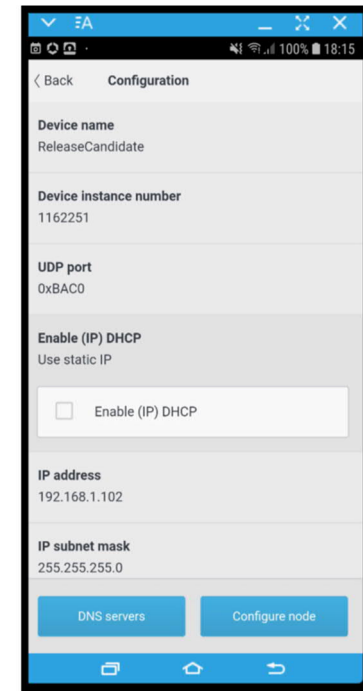 100% 18:15
Back Configuration
Device name
ReleaseCandidate
Device instance number
1162251
UDP port
0xBAC0
Enable (IP) DHCP
Use static IP
Enable (IP) DHCP
IP address
192.168.1.102
IP subnet mask
255.255.255.0
DNS servers Configure node